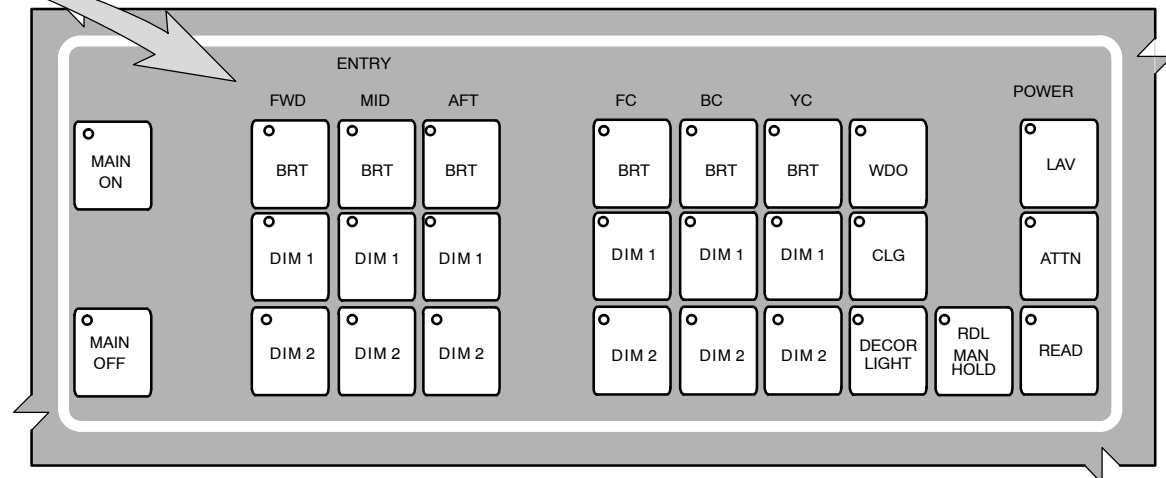 ENTRY
POWER
FWD MID AFT FC BC YC
MAIN
ON
BRT BRT BRT BRT BRT BRT WDO LAV
DIM 1 DIM 1 DIM 1 DIM 1 DIM 1 DIM 1 CLG ATTN
MAIN
OFF
DIM 2 DIM 2 DIM 2 DIM 2 DIM 2 DIM 2
DECOR
LIGHT
RDL
MAN
HOLD
READ